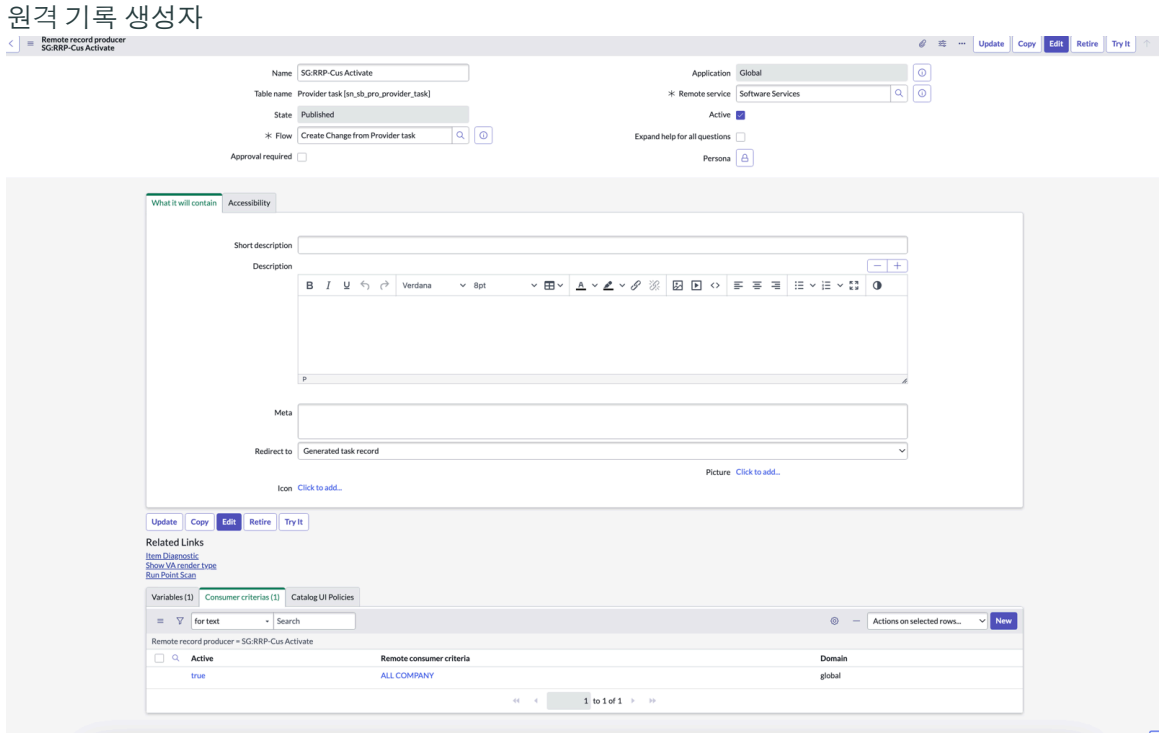 원격 기록 생성자
Remote record producer
SG:RRP-Cus Activate
Update Copy Edit Retire Try It
Name SG:RRP-Cus Activate
Application Global
Table name Provider task [sn_sb_pro_provider_task]
Remote service Software Services
State Published
Active
Flow Create Change from Provider task
Expand help for all questions
Approval required
Persona
What it will contain Accessibility
Short description
Description
B I U Verdana 8pt A
P
Meta
Redirect to Generated task record
Picture Click to add...
Icon Click to add...
Update Copy Edit Retire Try It
Related Links
Item Diagnostic
Show VA render type
Run Point Scan
Variables (1) Consumer criterias (1) Catalog UI Policies
for text Search Actions on selected rows... New
Remote record producer = SG:RRP-Cus Activate
Active Remote consumer criteria Domain
true ALL COMPANY global
1 to 1 of 1